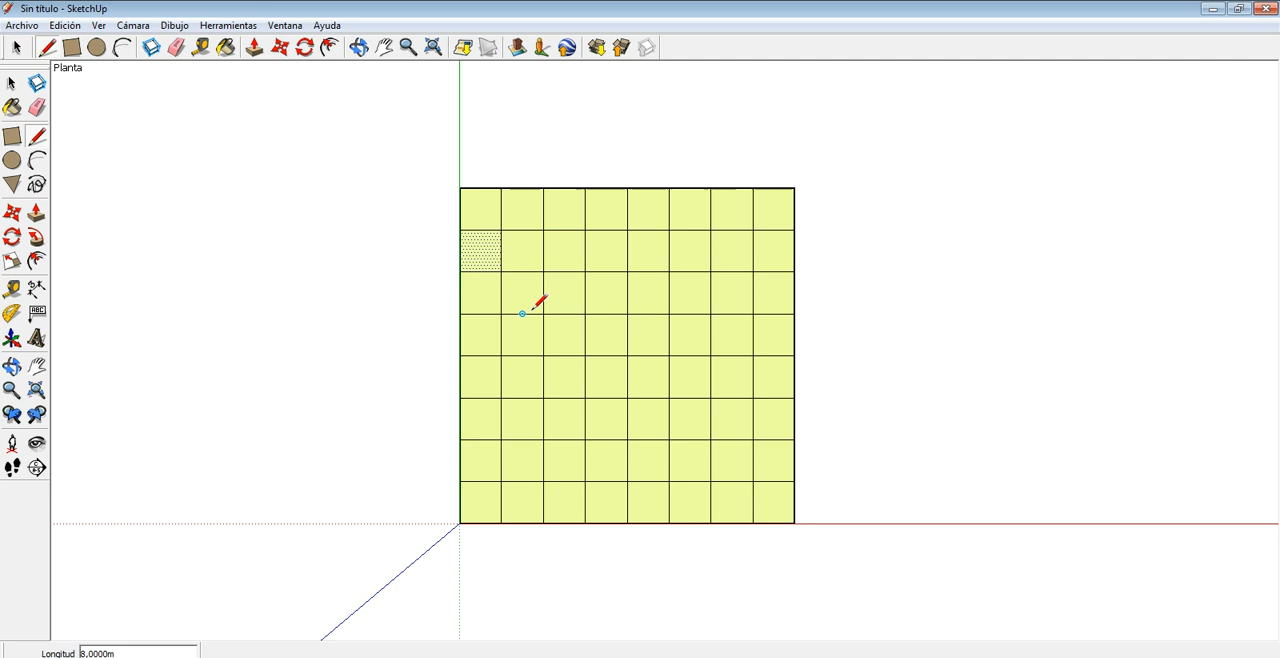 Sin título - SketchUp
Archivo Edición Ver Cámara Dibujo Herramientas Ventana Ayuda
Planta
ABC
Longitud 8,0000m